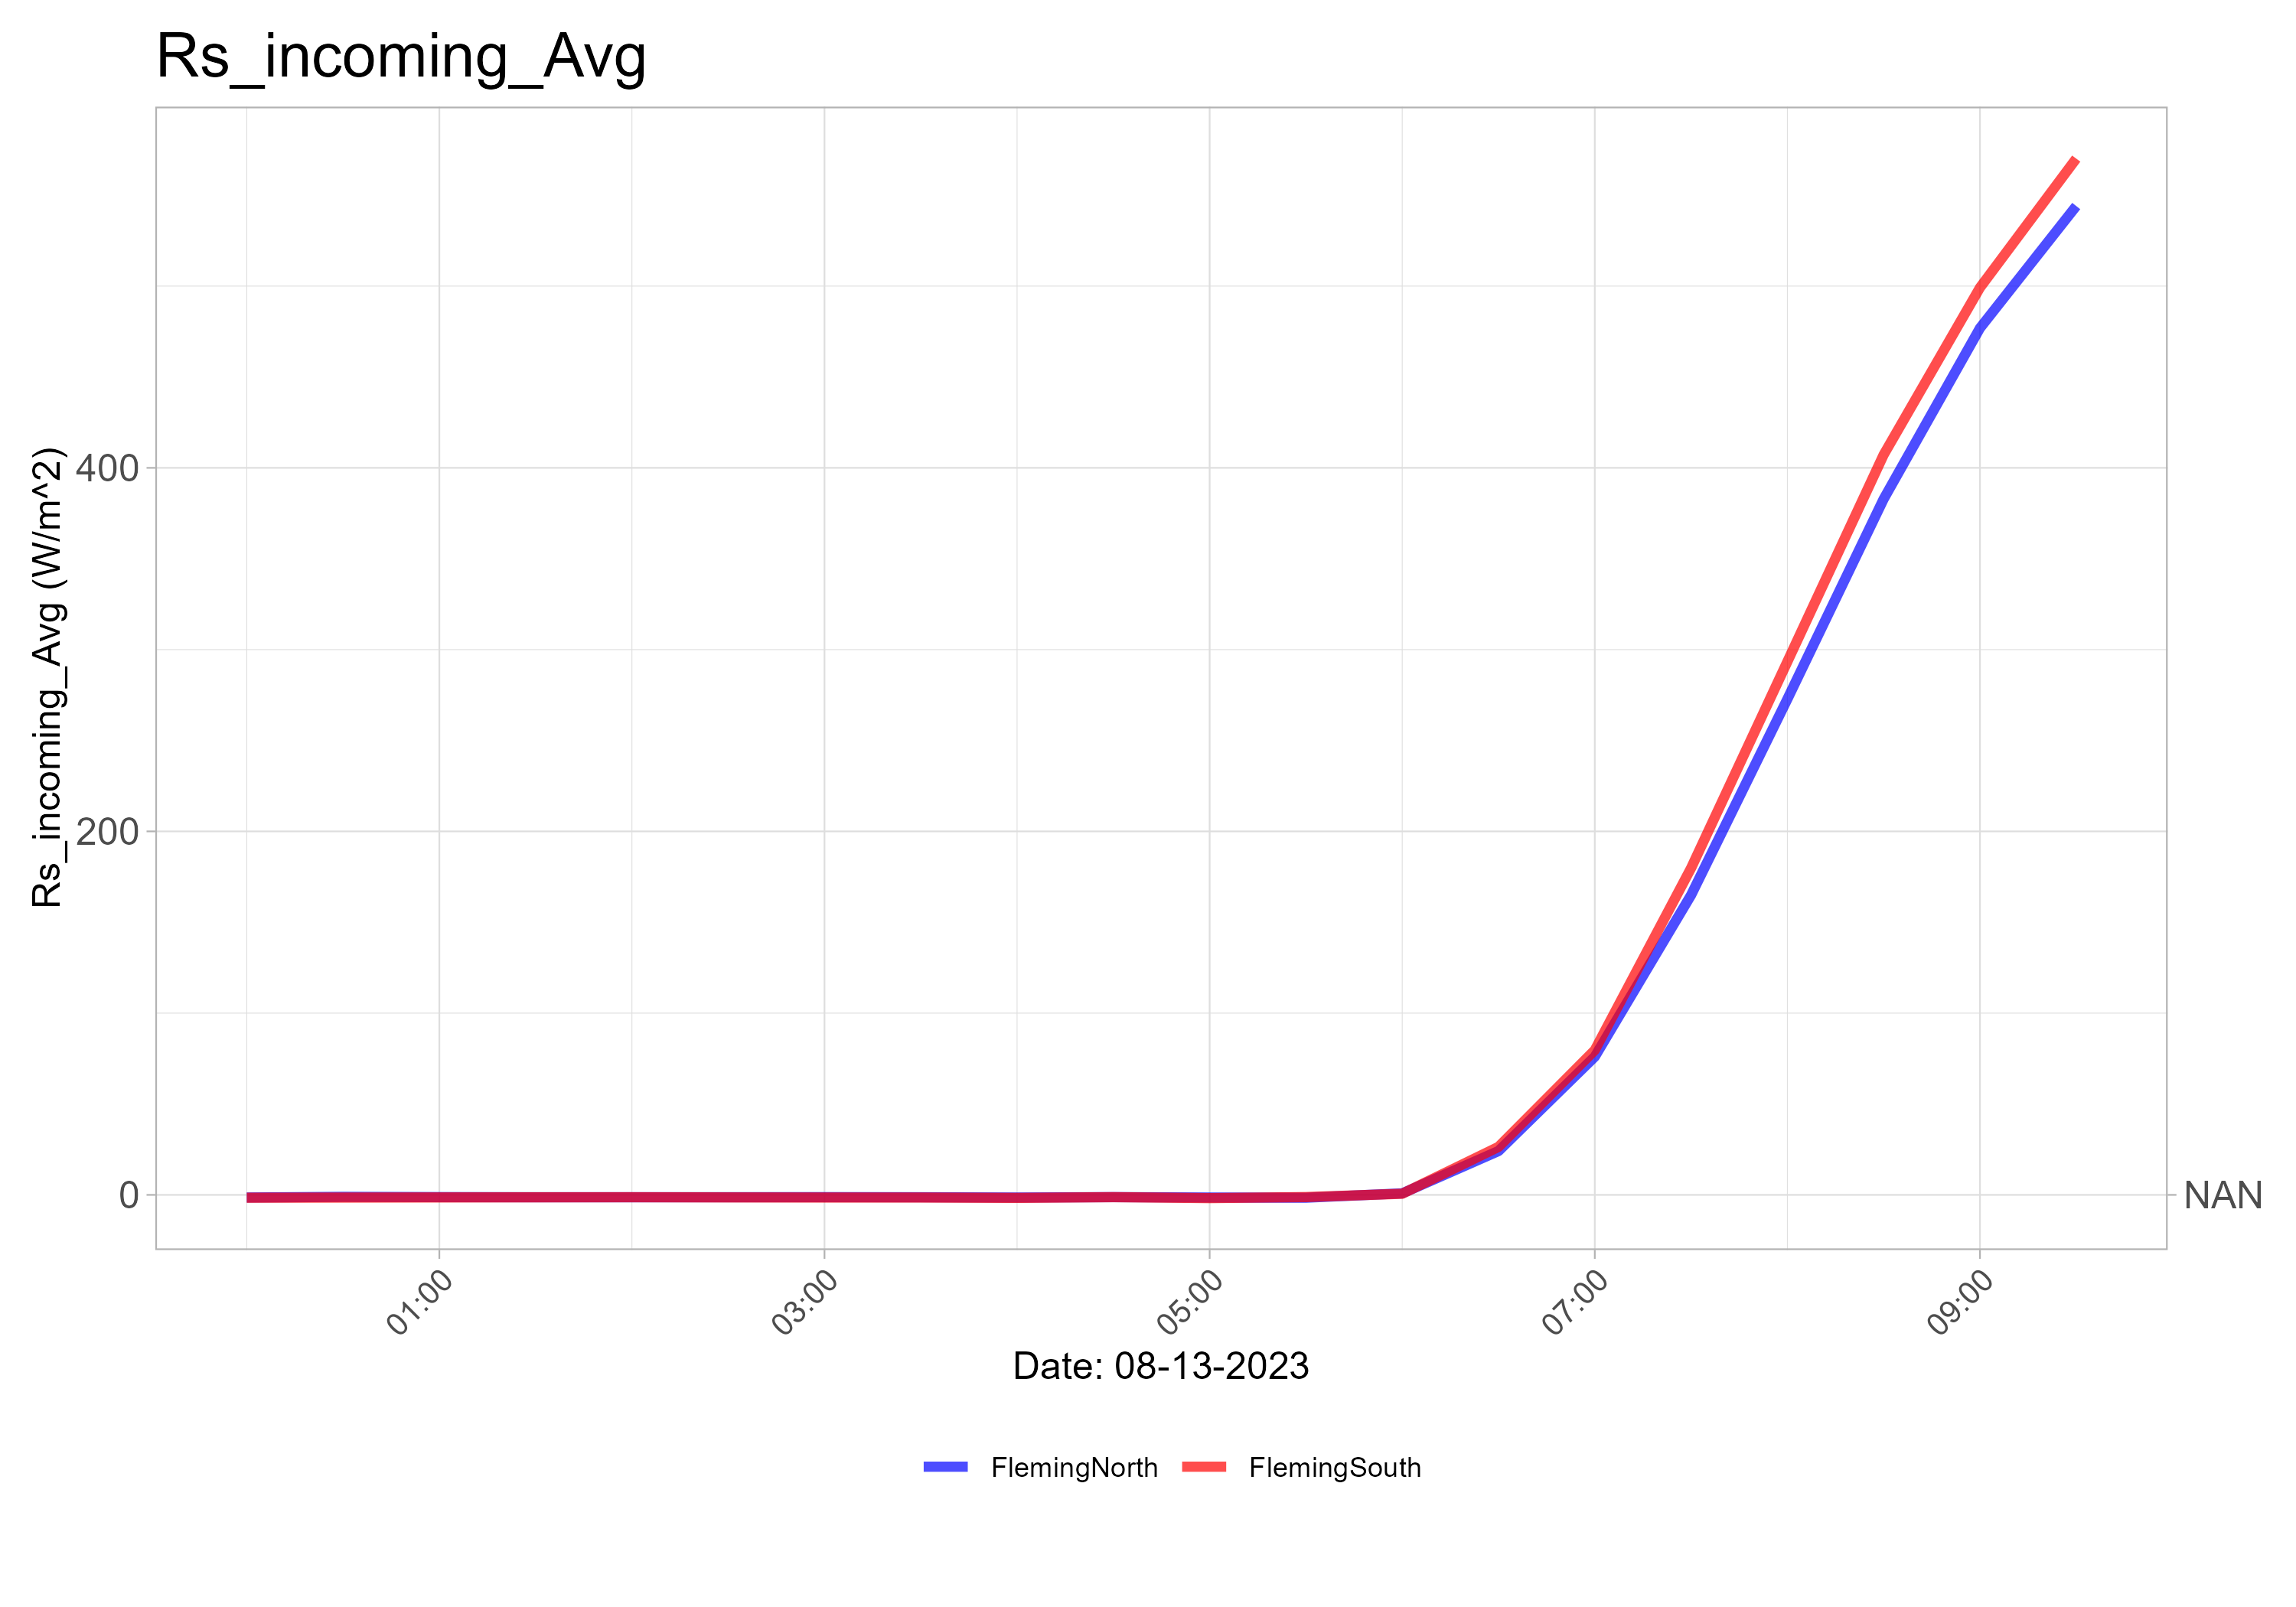 Rs_incoming_Avg
Rs_incoming_Avg (W/m^2)
400
200
0
NAN
01:00
03:00
05:00
07:00
09:00
Date: 08-13-2023
FlemingNorth
FlemingSouth